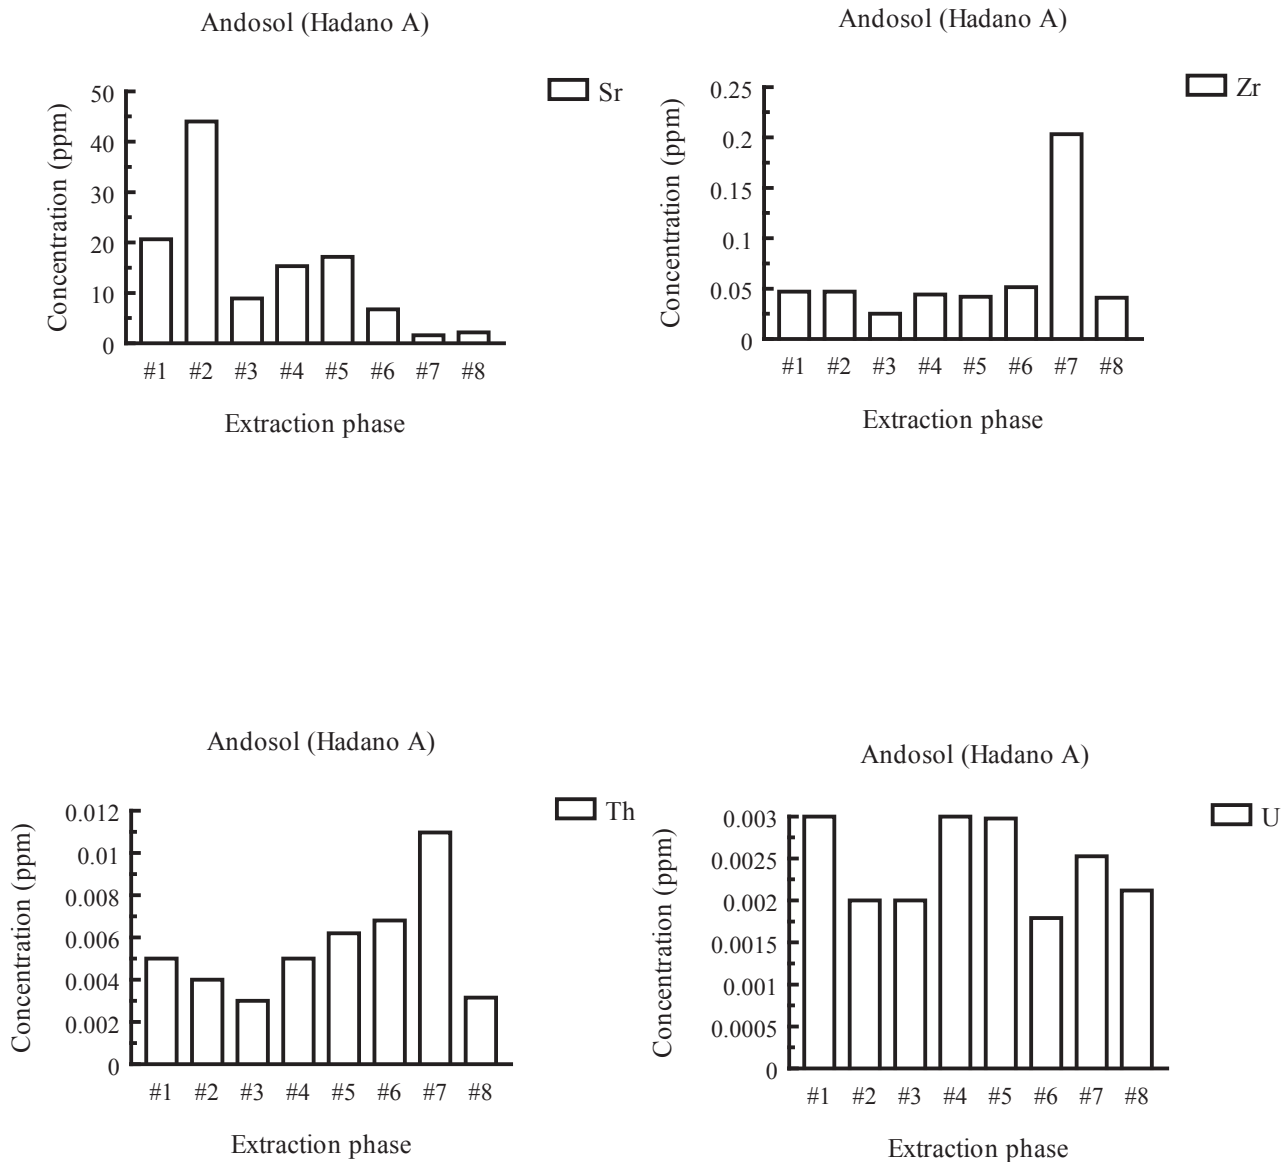 Andosol (Hadano A)
Sr
Concentration (ppm)
50
40
30
20
10
0
#1 #2 #3 #4 #5 #6 #7 #8
Extraction phase
Andosol (Hadano A)
Zr
Concentration (ppm)
0.25
0.2
0.15
0.1
0.05
0
#1 #2 #3 #4 #5 #6 #7 #8
Extraction phase
Andosol (Hadano A)
Th
Concentration (ppm)
0.012
0.01
0.008
0.006
0.004
0.002
0
#1 #2 #3 #4 #5 #6 #7 #8
Extraction phase
Andosol (Hadano A)
U
Concentration (ppm)
0.003
0.0025
0.002
0.0015
0.001
0.0005
0
#1 #2 #3 #4 #5 #6 #7 #8
Extraction phase